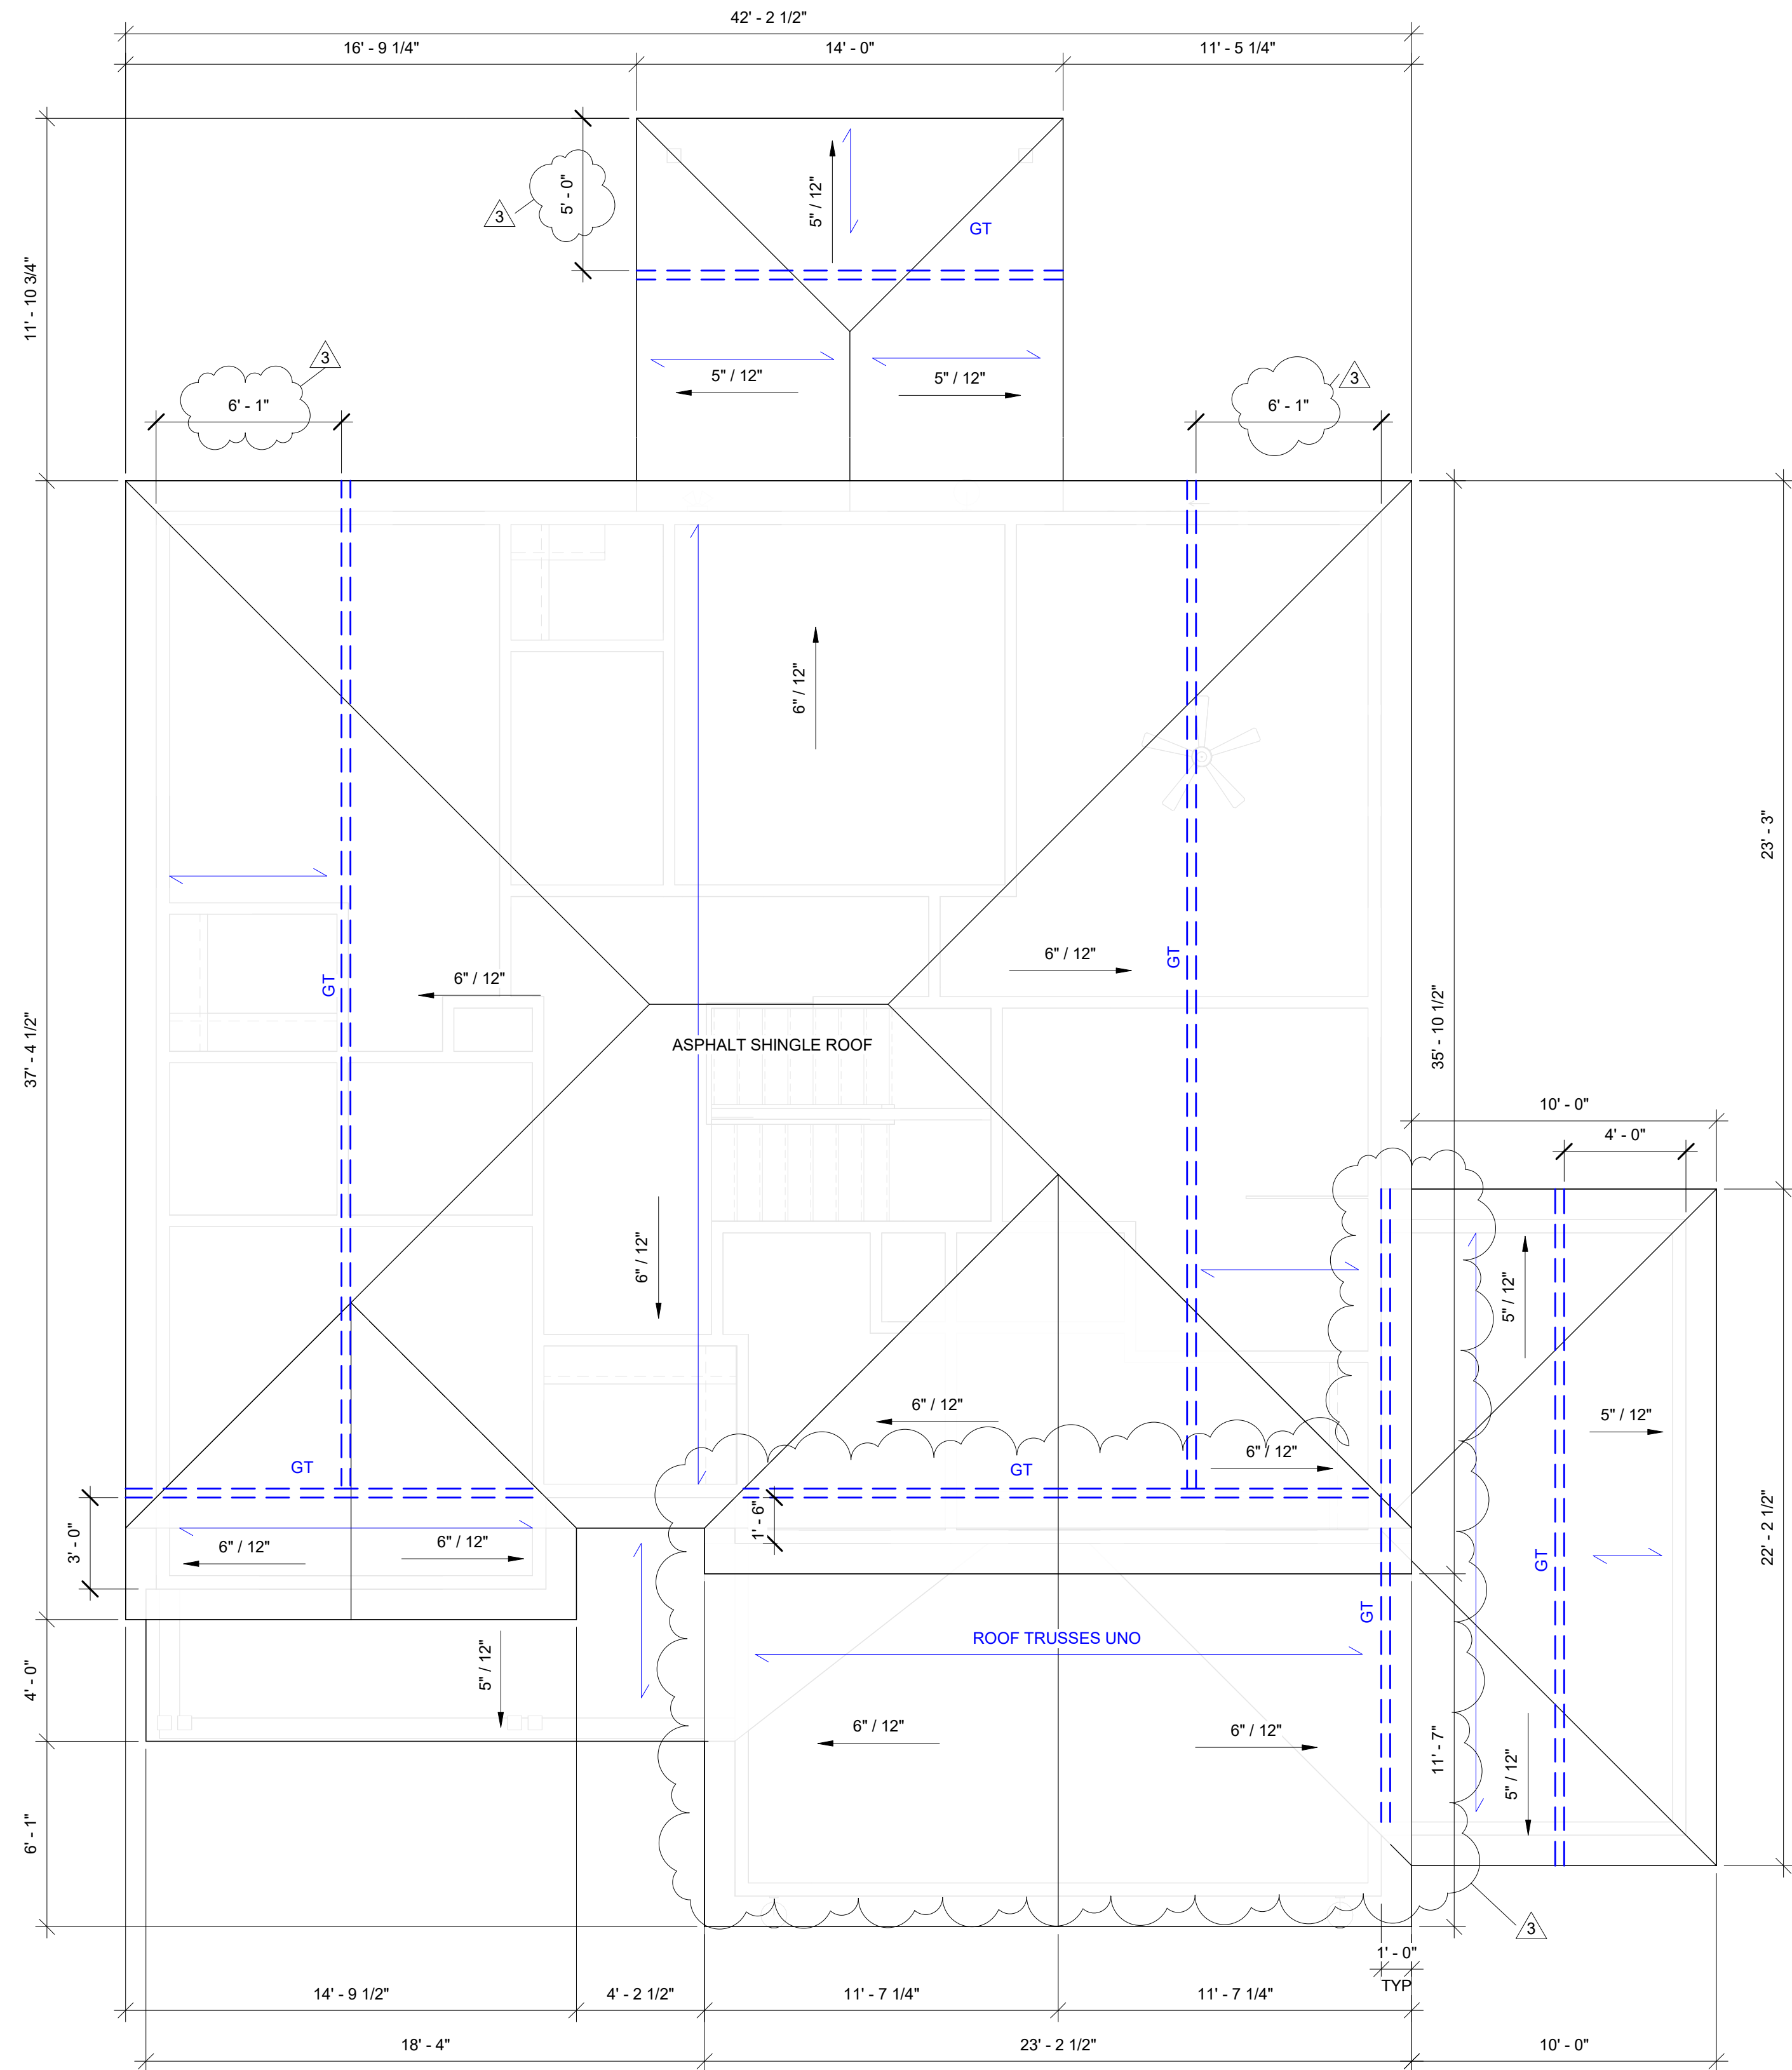 42' - 2 1/2"
16' - 9 1/4"
14' - 0"
11' - 5 1/4"
5' - 0"
3
5" / 12"
GT
11' - 10 3/4"
3
6' - 1"
5" / 12"
5" / 12"
3
6' - 1"
6" / 12"
23' - 3"
GT
6" / 12"
6" / 12"
GT
37' - 4 1/2"
ASPHALT SHINGLE ROOF
35' - 10 1/2"
10' - 0"
4' - 0"
6" / 12"
5" / 12"
6" / 12"
5" / 12"
GT
GT
6" / 12"
3' - 0"
1' - 6"
6" / 12"
6" / 12"
GT
22' - 2 1/2"
GT
ROOF TRUSSES UNO
4' - 0"
5" / 12"
6" / 12"
6" / 12"
11' - 7"
5" / 12"
6' - 1"
3
1' - 0"
TYP
14' - 9 1/2"
4' - 2 1/2"
11' - 7 1/4"
11' - 7 1/4"
18' - 4"
23' - 2 1/2"
10' - 0"